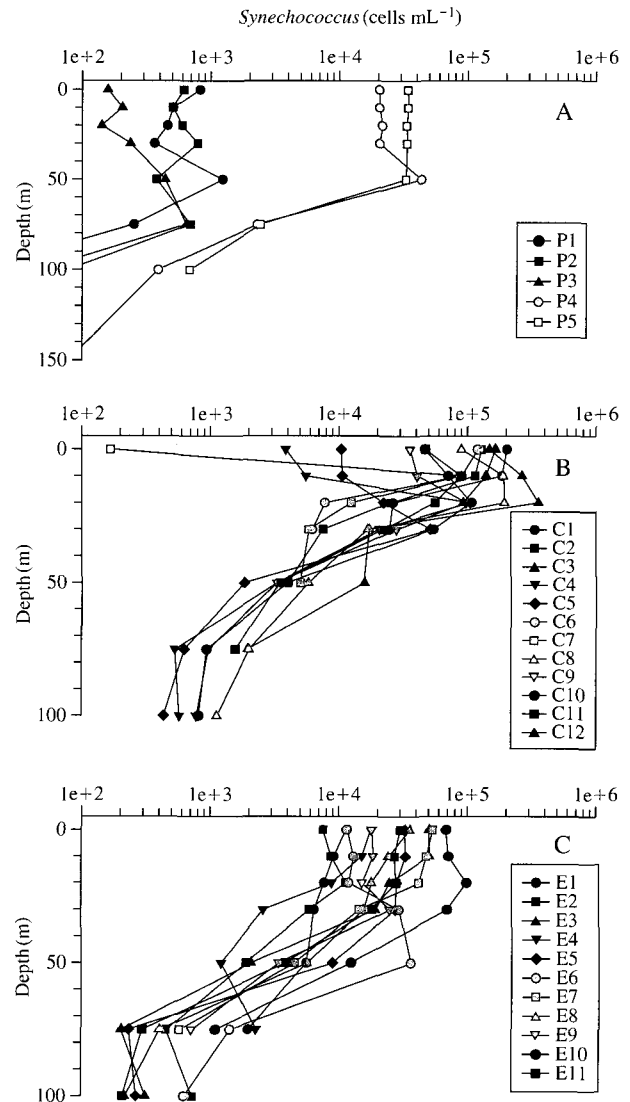 Synechococcus (cells mL⁻¹)
1e+2 1e+3 1e+4 1e+5 1e+6
0
50
100
150
Depth (m)
A
P1
P2
P3
P4
P5
1e+2 1e+3 1e+4 1e+5 1e+6
0
50
100
Depth (m)
B
C1
C2
C3
C4
C5
C6
C7
C8
C9
C10
C11
C12
1e+2 1e+3 1e+4 1e+5 1e+6
0
50
100
Depth (m)
C
E1
E2
E3
E4
E5
E6
E7
E8
E9
E10
E11